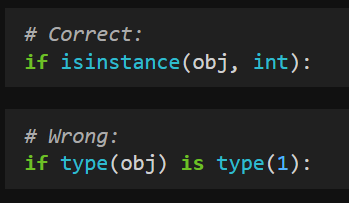 # Correct:
if isinstance(obj, int):
# Wrong:
if type(obj) is type(1):